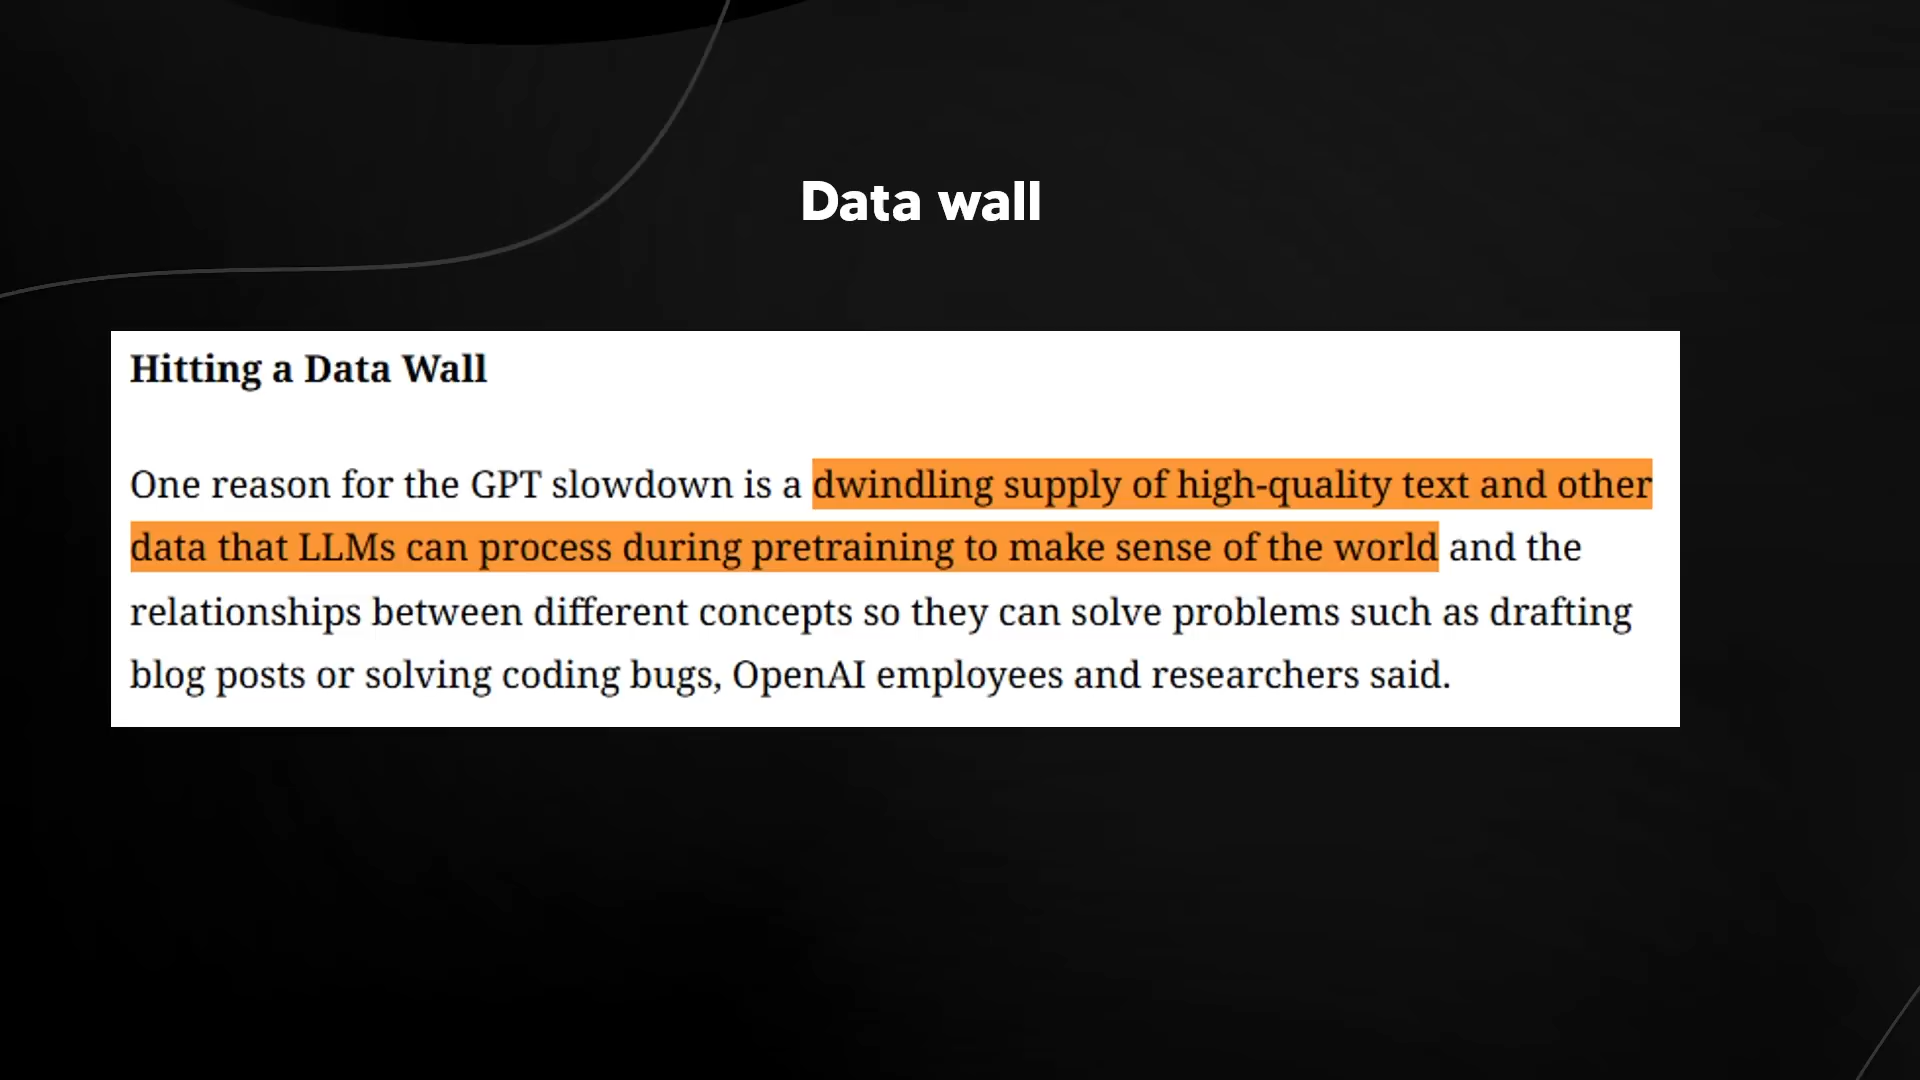 Data wall
Hitting a Data Wall
One reason for the GPT slowdown is a dwindling supply of high-quality text and other
data that LLMs can process during pretraining to make sense of the world and the
relationships between different concepts so they can solve problems such as drafting
blog posts or solving coding bugs, OpenAI employees and researchers said.